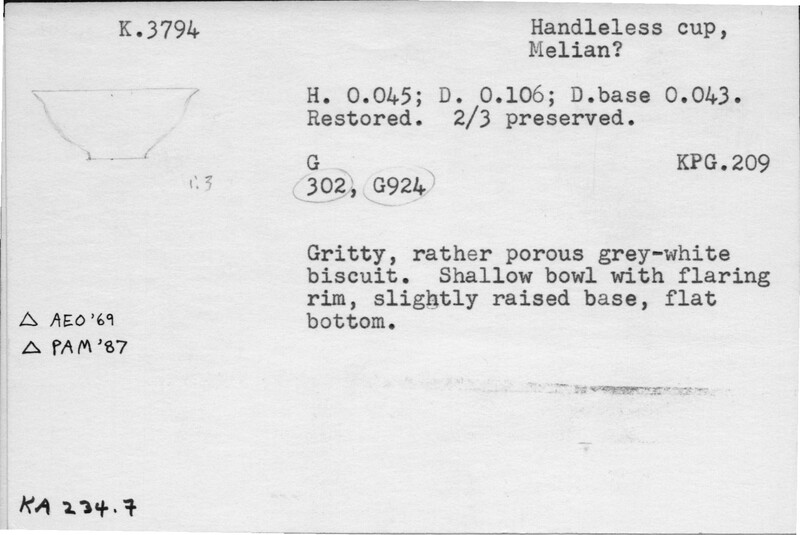 K.3794
Handleless cup,
Melian?
H. 0.045; D. 0.106; D.base 0.043.
Restored. 2/3 preserved.
G
302, G924
KPG.209
Gritty, rather porous grey-white
biscuit. Shallow bowl with flaring
rim, slightly raised base, flat
bottom.
△ AEO '69
△ PAM '87
KA 234.7